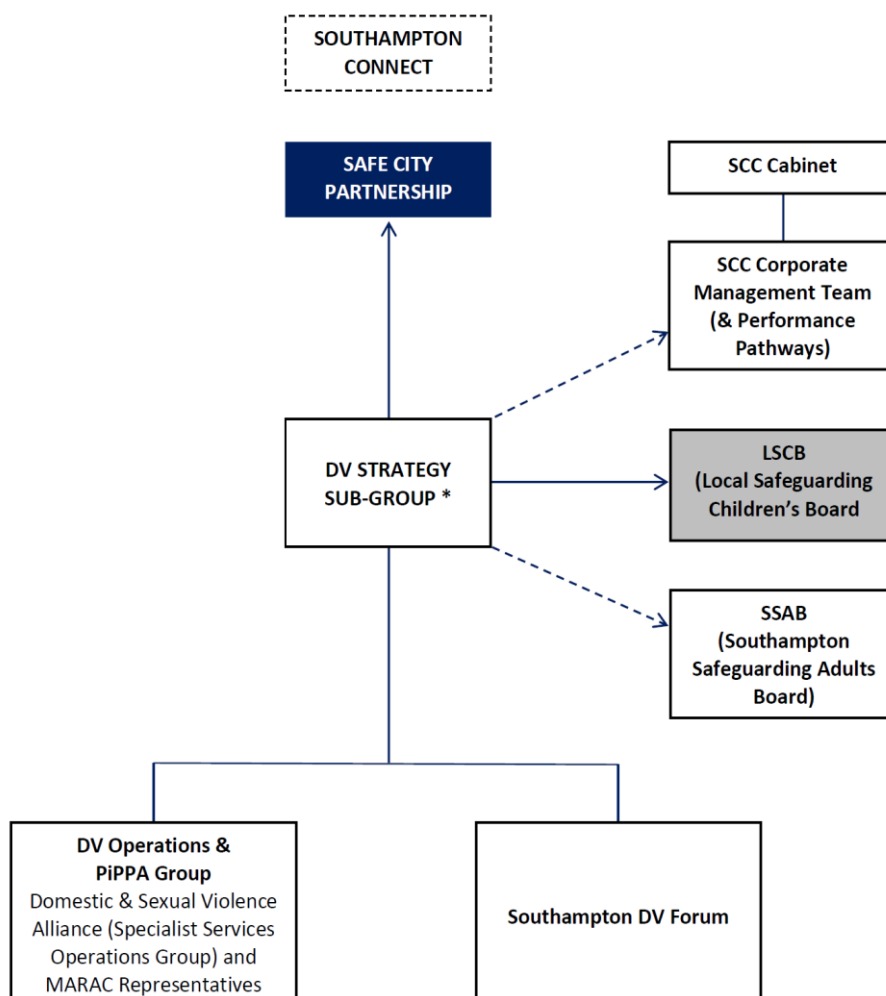 SOUTHAMPTON
CONNECT
SAFE CITY
PARTNERSHIP
SCC Cabinet
SCC Corporate
Management Team
(& Performance
Pathways)
DV STRATEGY
SUB-GROUP *
LSCB
(Local Safeguarding
Children’s Board
SSAB
(Southampton
Safeguarding Adults
Board)
DV Operations &
PiPPA Group
Domestic & Sexual Violence
Alliance (Specialist Services
Operations Group) and
MARAC Representatives
Southampton DV Forum